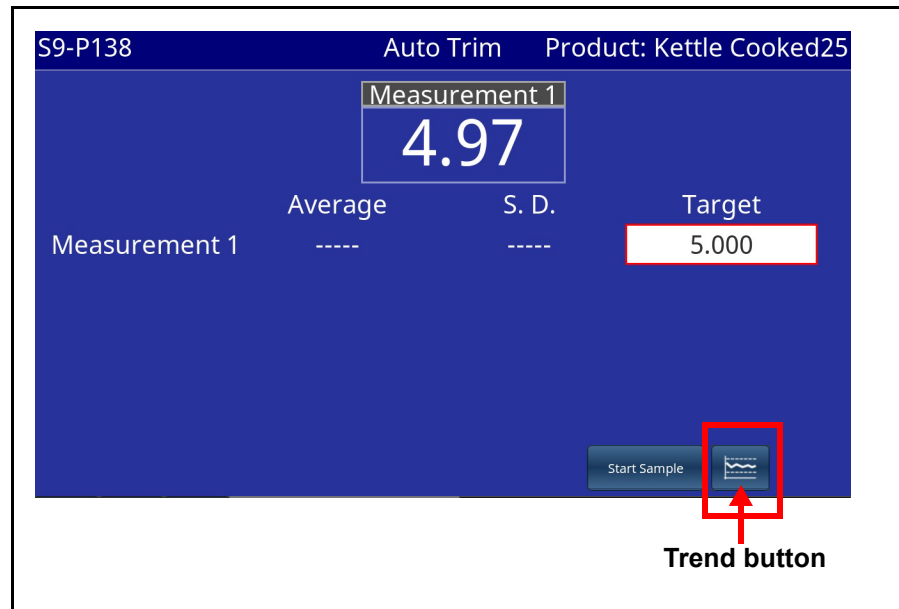 S9-P138 Auto Trim Product: Kettle Cooked25
Measurement 1
4.97
Average S. D. Target
Measurement 1 ----- ----- 5.000
Start Sample
Trend button